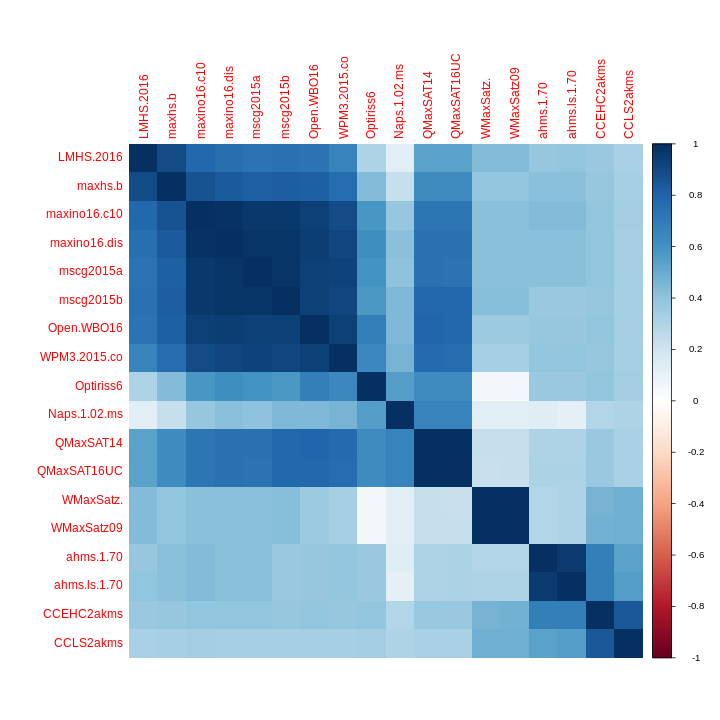 LMHS.2016
maxhs.b
maxino16.c10
maxino16.dis
mscg2015a
mscg2015b
Open.WBO16
WPM3.2015.co
Optiriss6
Naps.1.02.ms
QMaxSAT14
QMaxSAT16UC
WMaxSatz.
WMaxSatz09
ahms.1.70
ahms.ls.1.70
CCEHC2akms
CCLS2akms
LMHS.2016
maxhs.b
maxino16.c10
maxino16.dis
mscg2015a
mscg2015b
Open.WBO16
WPM3.2015.co
Optiriss6
Naps.1.02.ms
QMaxSAT14
QMaxSAT16UC
WMaxSatz.
WMaxSatz09
ahms.1.70
ahms.ls.1.70
CCEHC2akms
CCLS2akms
1
0.8
0.6
0.4
0.2
0
-0.2
-0.4
-0.6
-0.8
-1